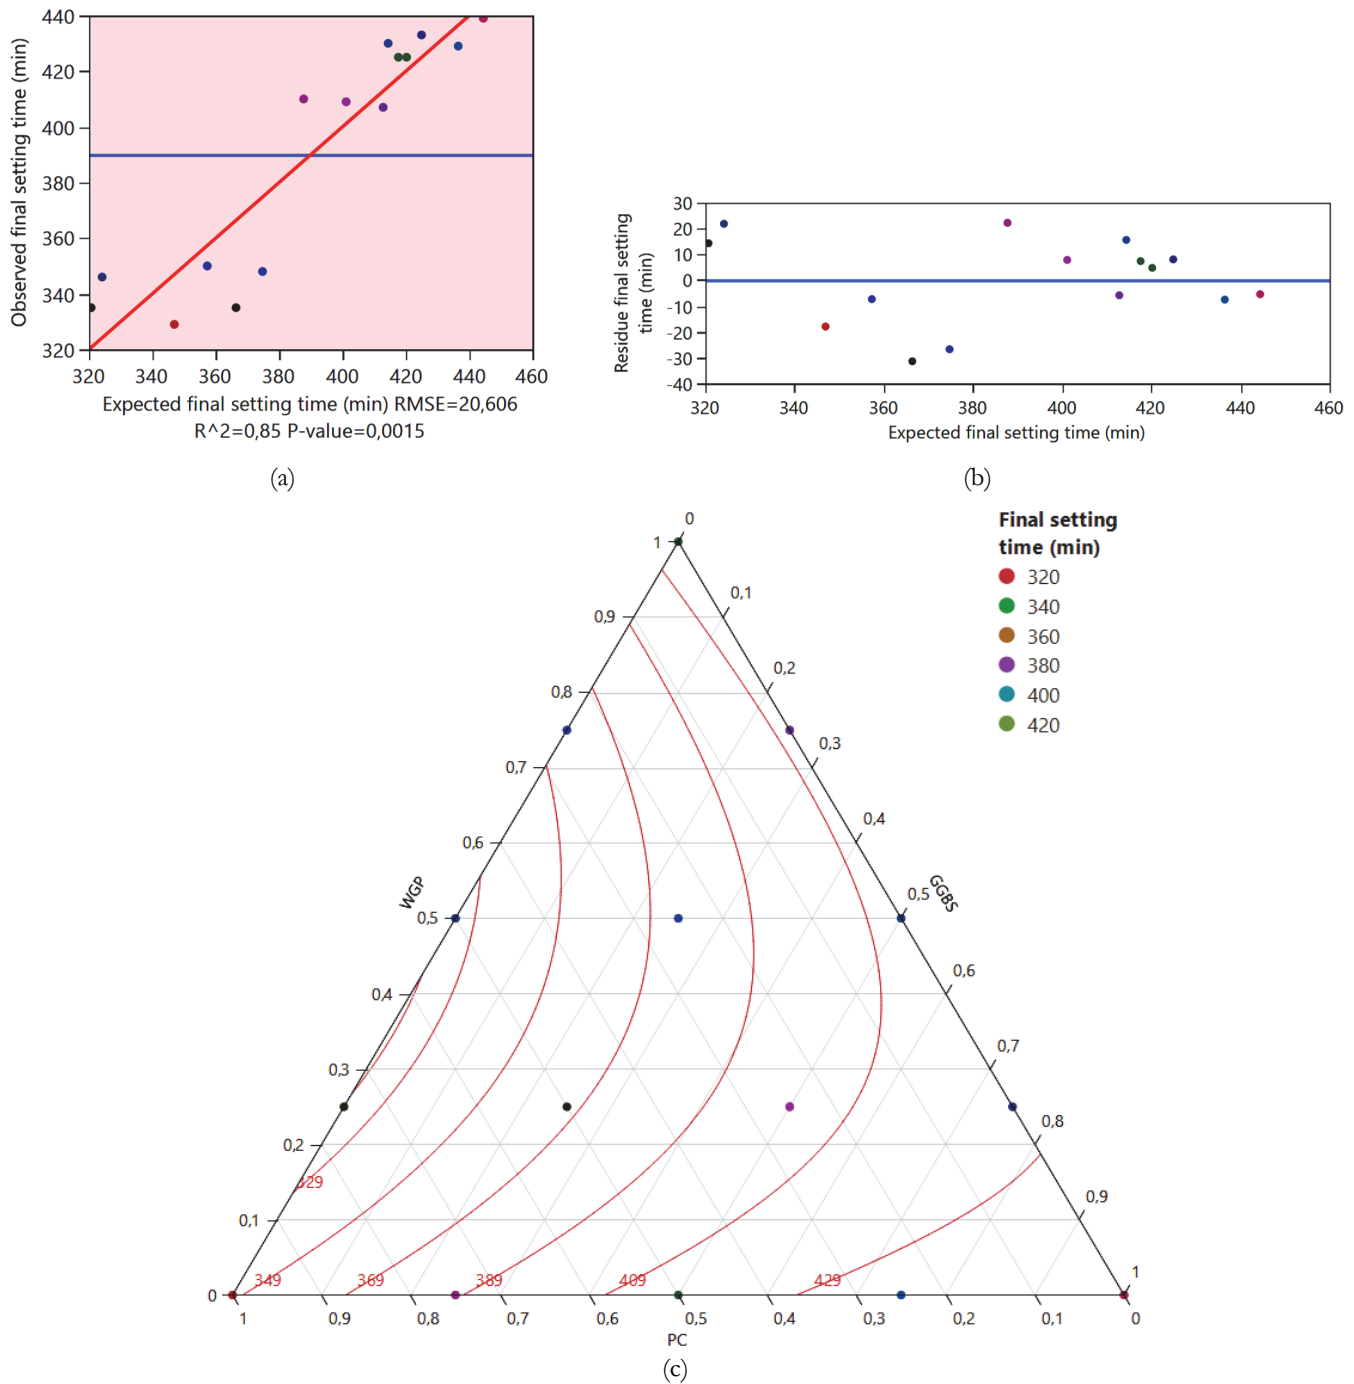 440
420
400
380
360
340
320
Observed final setting time (min)
320 340 360 380 400 420 440 460
Expected final setting time (min) RMSE=20,606
R^2=0,85 P-value=0,0015
(a)
30
20
10
0
-10
-20
-30
-40
Residue final setting
time (min)
320 340 360 380 400 420 440 460
Expected final setting time (min)
(b)
Final setting
time (min)
320
340
360
380
400
420
0
1
0,1
0,9
0,2
0,8
0,3
0,7
0,4
0,6
WGP
GGBS
0,5
0,5
0,6
0,4
0,7
0,3
0,8
0,2
329
0,9
0,1
349 369 389 409 429
1
0
1 0,9 0,8 0,7 0,6 0,5 0,4 0,3 0,2 0,1 0
PC
(c)